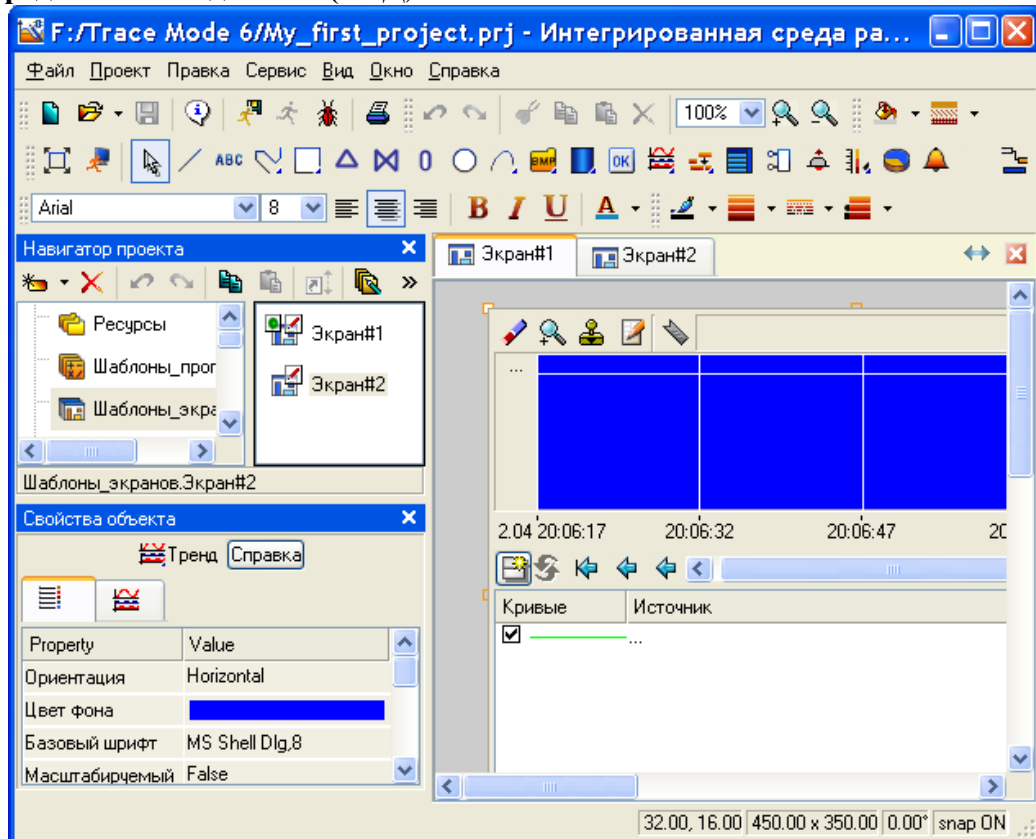 F:/Trace Mode 6/My_first_project.prj - Интегрированная среда ра...
Файл Проект Правка Сервис Вид Окно Справка
100%
ABC
BMP
OK
Arial
8
B I U A
Навигатор проекта
Ресурсы
Шаблоны_прог
Шаблоны_экра
Экран#1
Экран#2
Шаблоны_экранов.Экран#2
Свойства объекта
Тренд Справка
Property Value
Ориентация Horizontal
Цвет фона
Базовый шрифт MS Shell Dlg,8
Масштабируемый False
Экран#1 Экран#2
...
2.04 20:06:17 20:06:32 20:06:47 20
Кривые Источник
...
32.00, 16.00 450.00 x 350.00 0.00° snap ON